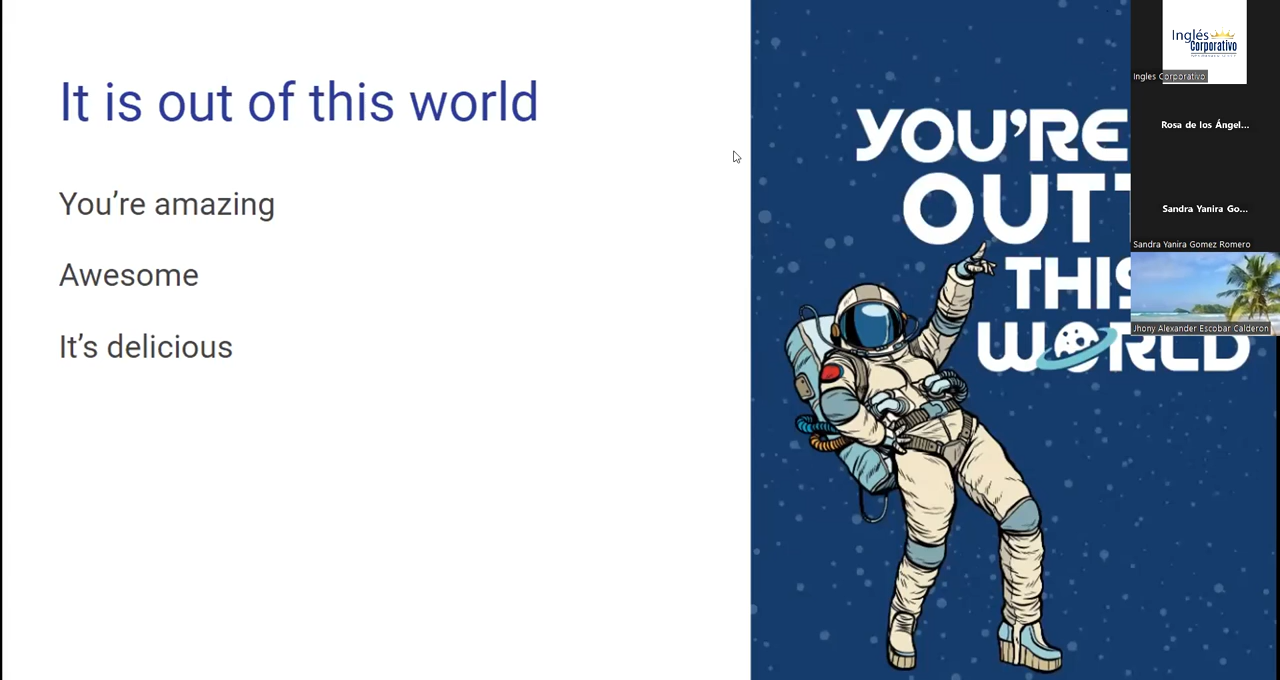 It is out of this world
You’re amazing
Awesome
It’s delicious
YOU’RE
OUT
THIS
WORLD
Inglés
Corporativo
Ingles Corporativo
Rosa de los Ángel...
Sandra Yanira Go...
Sandra Yanira Gomez Romero
Jhony Alexander Escobar Calderon